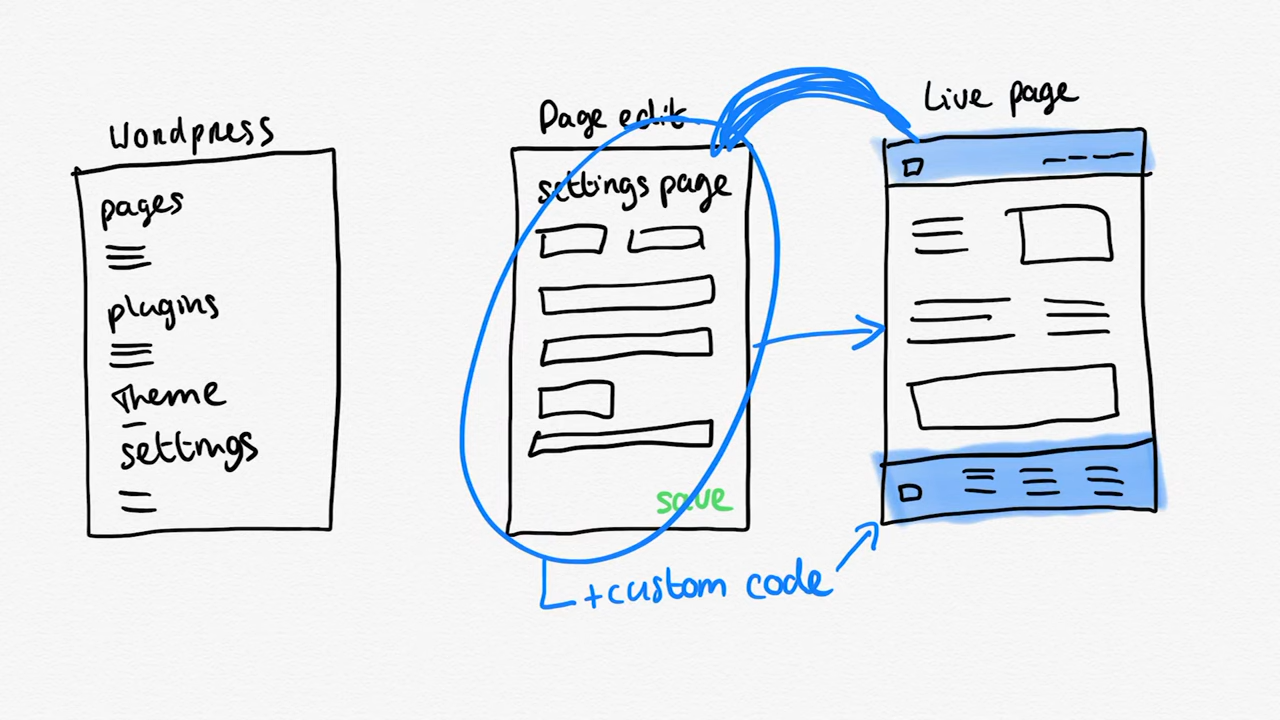 Wordpress
pages
plugins
Theme
settings
Page edit
settings page
save
+custom code
Live page